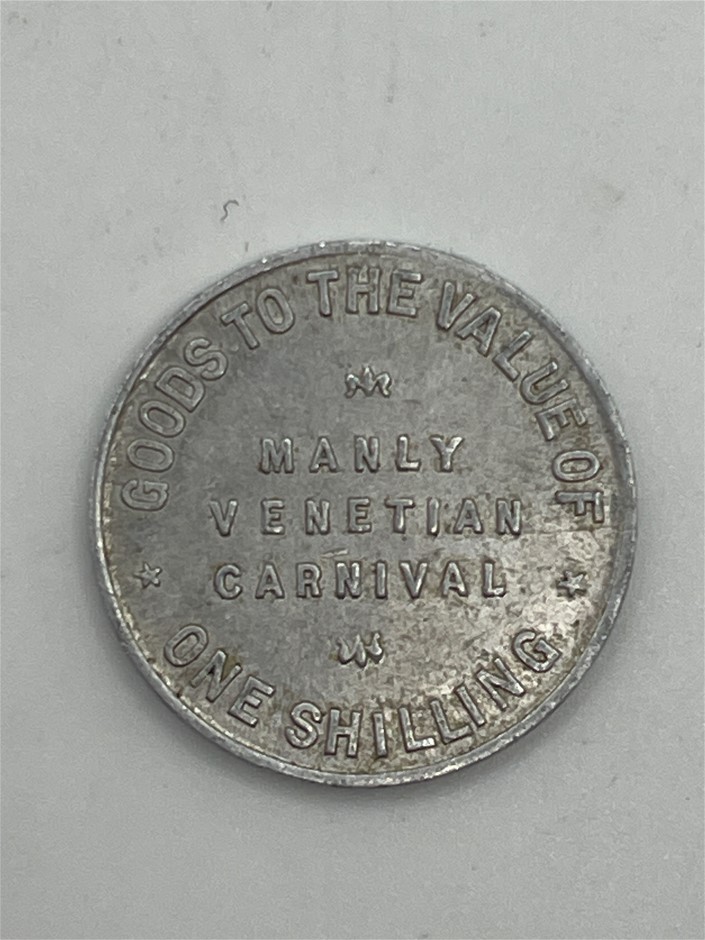 GOODS TO THE VALUE OF
MANLY
VENETIAN
CARNIVAL
ONE SHILLING